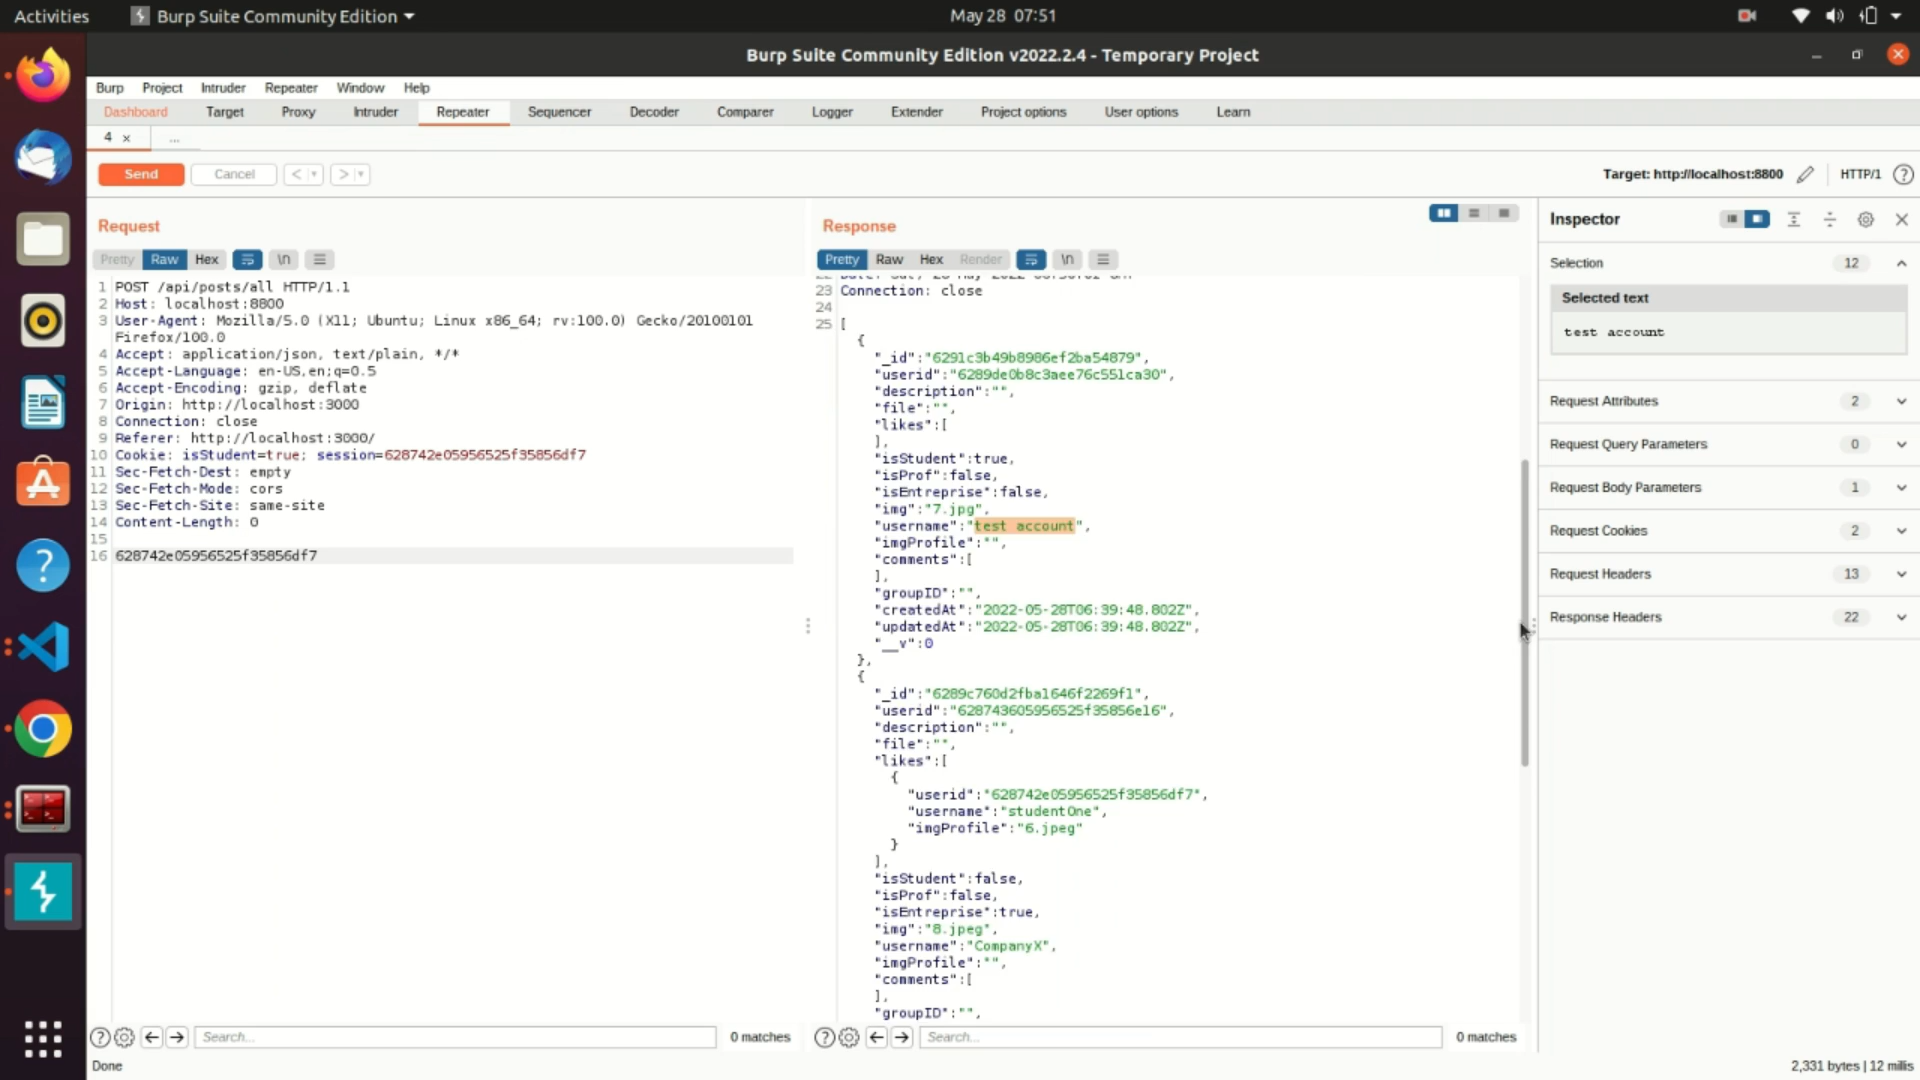 Activities
Burp Suite Community Edition
May 28 07:51
Burp Suite Community Edition v2022.2.4 - Temporary Project
Burp Project Intruder Repeater Window Help
Dashboard Target Proxy Intruder Repeater Sequencer Decoder Comparer Logger Extender Project options User options Learn
4 × ...
Send Cancel < >
Target: http://localhost:8800 HTTP/1 ?
Request
Pretty Raw Hex \n
1 POST /api/posts/all HTTP/1.1
2 Host: localhost:8800
3 User-Agent: Mozilla/5.0 (X11; Ubuntu; Linux x86_64; rv:100.0) Gecko/20100101
Firefox/100.0
4 Accept: application/json, text/plain, */*
5 Accept-Language: en-US,en;q=0.5
6 Accept-Encoding: gzip, deflate
7 Origin: http://localhost:3000
8 Connection: close
9 Referer: http://localhost:3000/
10 Cookie: isStudent=true; session=628742e05956525f35856df7
11 Sec-Fetch-Dest: empty
12 Sec-Fetch-Mode: cors
13 Sec-Fetch-Site: same-site
14 Content-Length: 0
15
16 628742e05956525f35856df7
Search...
0 matches
Response
Pretty Raw Hex Render \n
23 Connection: close
24
25 [
{
"_id":"6291c3b49b8986ef2ba54879",
"userid":"6289de0b8c3aee76c551ca30",
"description":"",
"file":"",
"likes":[
],
"isStudent":true,
"isProf":false,
"isEntreprise":false,
"img":"7.jpg",
"username":"test account",
"imgProfile":"",
"comments":[
],
"groupID":"",
"createdAt":"2022-05-28T06:39:48.802Z",
"updatedAt":"2022-05-28T06:39:48.802Z",
"__v":0
},
{
"_id":"6289c760d2fba1646f2269f1",
"userid":"628743605956525f35856e16",
"description":"",
"file":"",
"likes":[
{
"userid":"628742e05956525f35856df7",
"username":"studentOne",
"imgProfile":"6.jpeg"
}
],
"isStudent":false,
"isProf":false,
"isEntreprise":true,
"img":"8.jpeg",
"username":"CompanyX",
"imgProfile":"",
"comments":[
],
"groupID":"",
Search...
0 matches
Inspector
Selection 12
Selected text
test account
Request Attributes 2
Request Query Parameters 0
Request Body Parameters 1
Request Cookies 2
Request Headers 13
Response Headers 22
Done
2,331 bytes | 12 millis